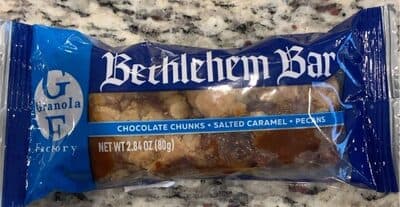 Bethlehem Bar
G
Granola
F
Factory
CHOCOLATE CHUNKS • SALTED CARAMEL • PECANS
NET WT 2.84 OZ (80g)